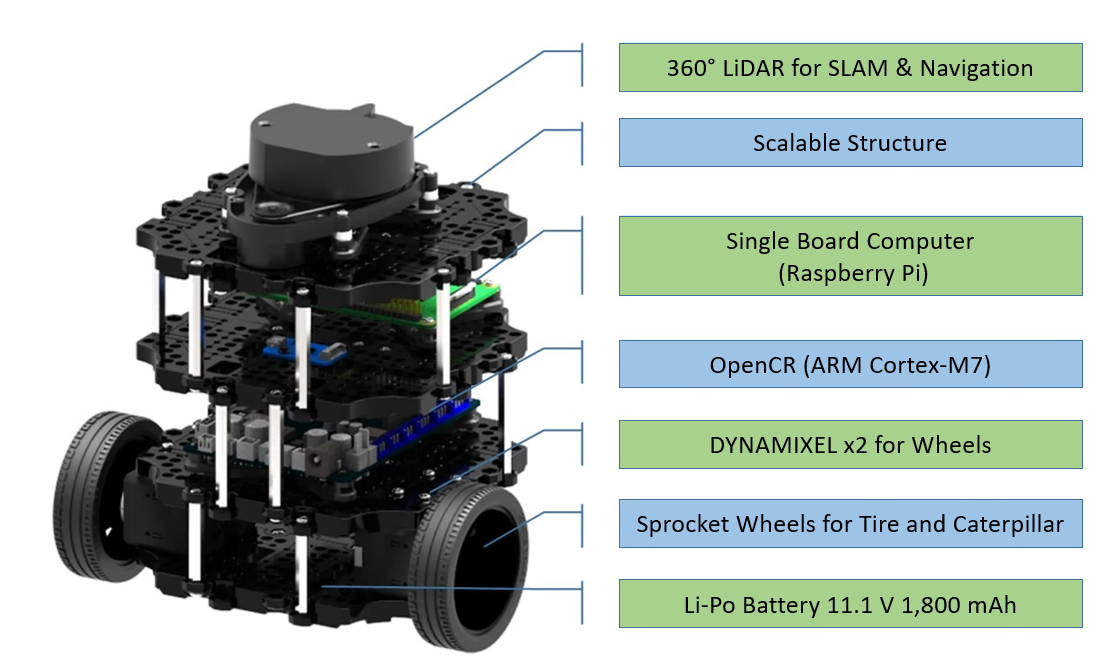 360° LiDAR for SLAM & Navigation
Scalable Structure
Single Board Computer
(Raspberry Pi)
OpenCR (ARM Cortex-M7)
DYNAMIXEL x2 for Wheels
Sprocket Wheels for Tire and Caterpillar
Li-Po Battery 11.1 V 1,800 mAh